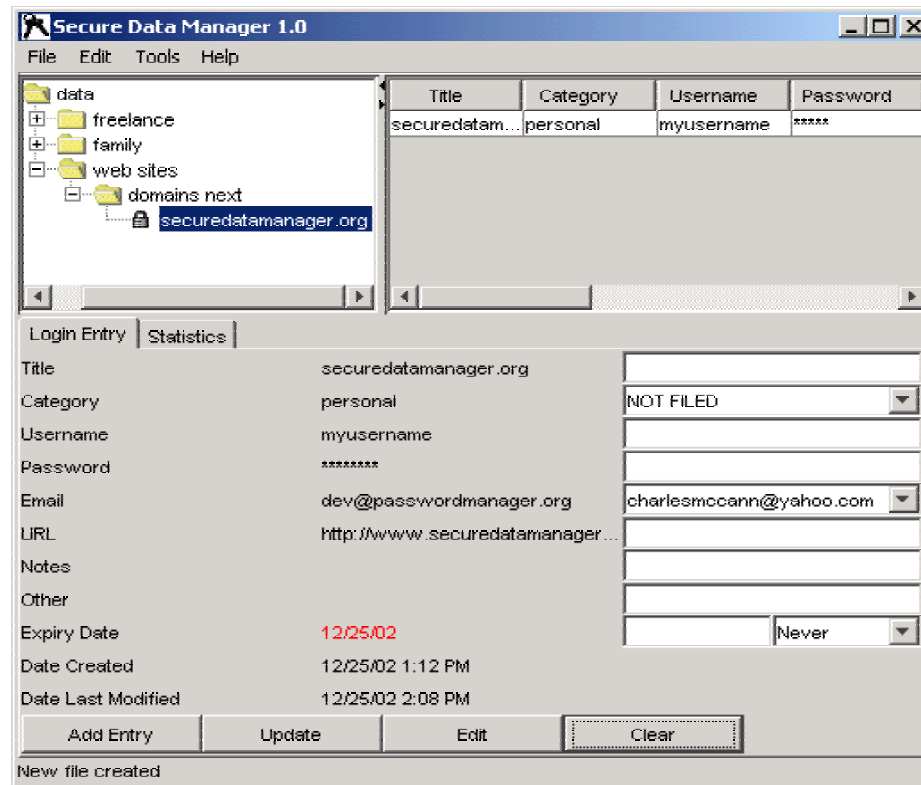 Secure Data Manager 1.0
File Edit Tools Help
data
freelance
family
web sites
domains next
securedatamanager.org
Title Category Username Password
securedatam... personal myusername *****
Login Entry Statistics
Title securedatamanager.org
Category personal NOT FILED
Username myusername
Password ********
Email dev@passwordmanager.org charlesmccann@yahoo.com
URL http://www.securedatamanager...
Notes
Other
Expiry Date 12/25/02 Never
Date Created 12/25/02 1:12 PM
Date Last Modified 12/25/02 2:08 PM
Add Entry Update Edit Clear
New file created